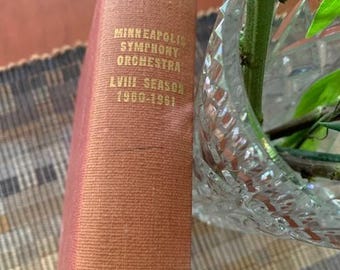 MINNEAPOLIS
SYMPHONY
ORCHESTRA
LVIII SEASON
1960-1961